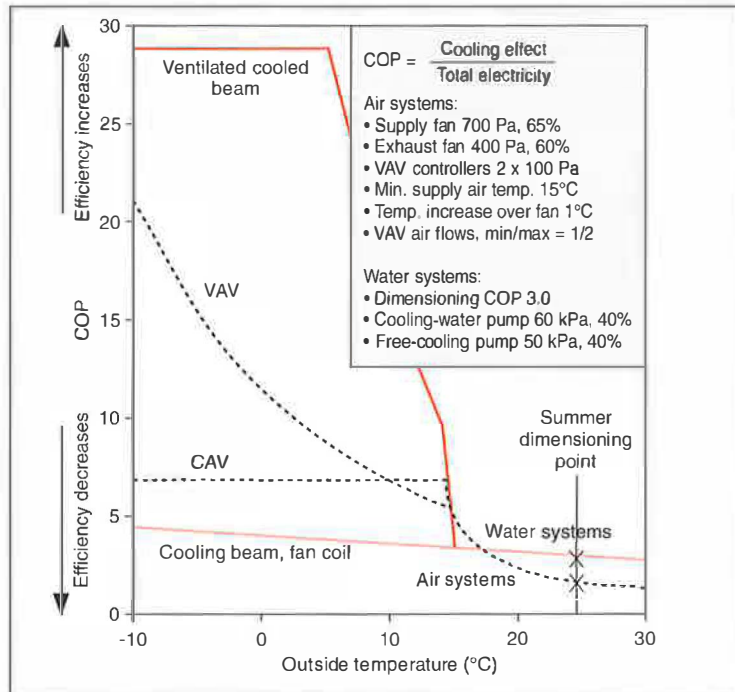 30
25
20
15
10
5
0
-10
0
10
20
30
Efficiency increases
COP
Efficiency decreases
Outside temperature (°C)
Ventilated cooled
beam
VAV
CAV
Cooling beam, fan coil
Water systems
Air systems
Summer
dimensioning
point
COP = Cooling effect
Total electricity
Air systems:
• Supply fan 700 Pa, 65%
• Exhaust fan 400 Pa, 60%
• VAV controllers 2 x 100 Pa
• Min. supply air temp. 15°C
• Temp. increase over fan 1°C
• VAV air flows, min/max = 1/2
Water systems:
• Dimensioning COP 3.0
• Cooling-water pump 60 kPa, 40%
• Free-cooling pump 50 kPa, 40%